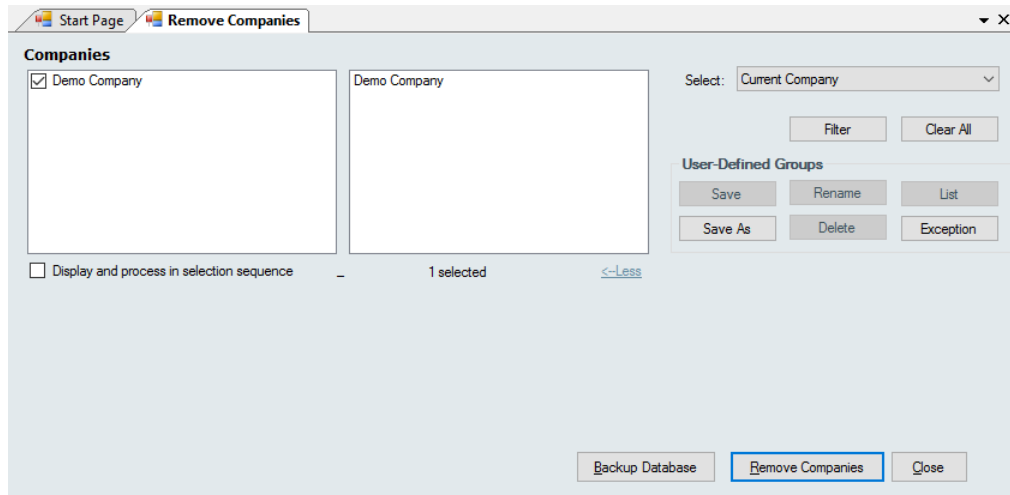 Start Page
Remove Companies
Companies
Demo Company
Demo Company
Select: Current Company
Filter
Clear All
User-Defined Groups
Save
Rename
List
Save As
Delete
Exception
Display and process in selection sequence
1 selected
<--Less
Backup Database
Remove Companies
Close